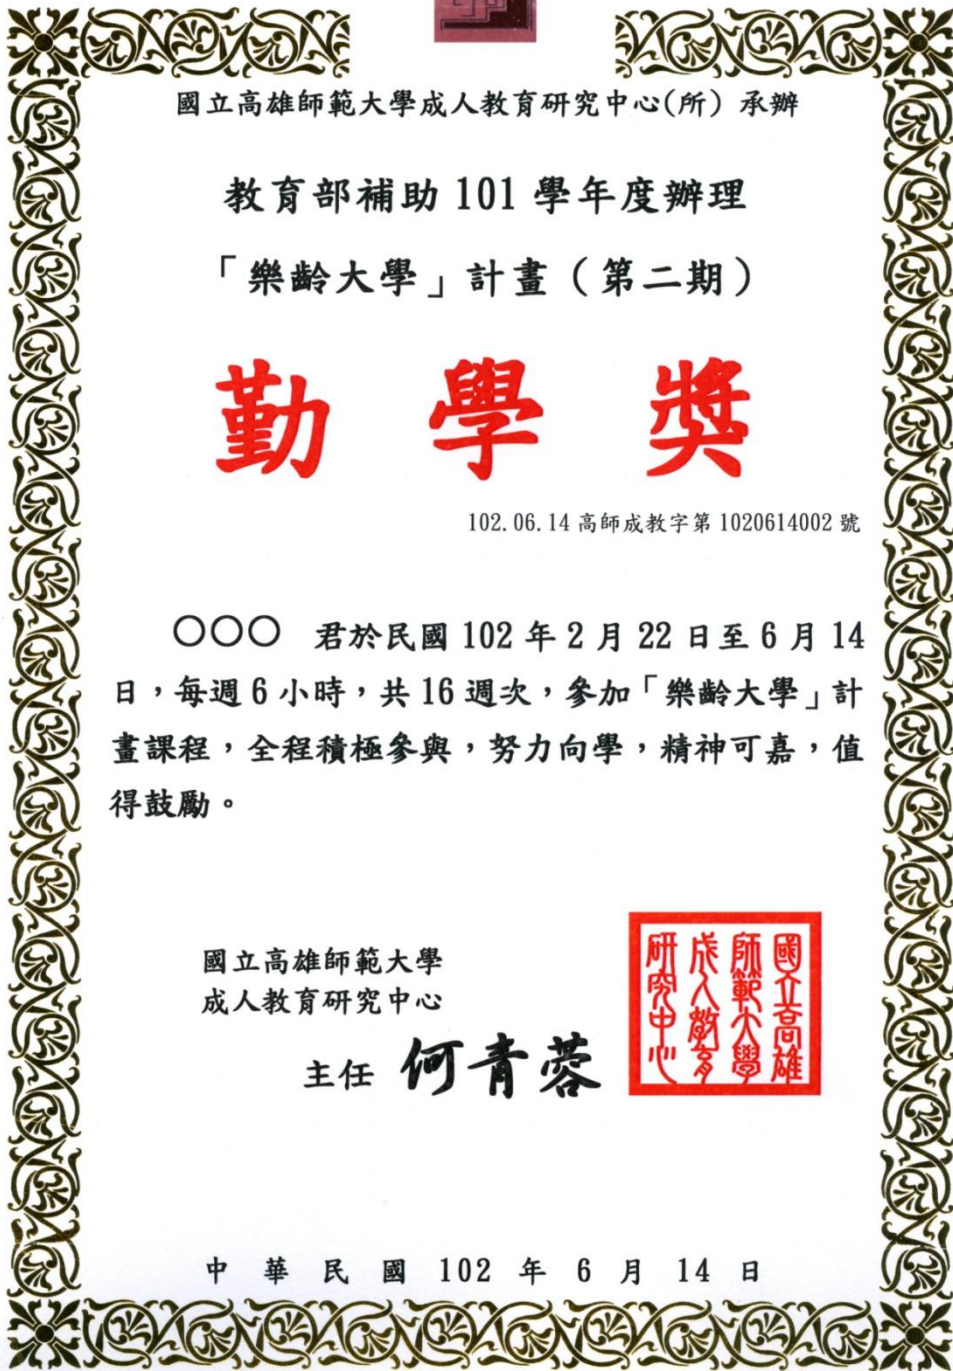 國立高雄師範大學成人教育研究中心(所) 承辦
教育部補助 101 學年度辦理
「樂齡大學」計畫（第二期）
勤學獎
102.06.14 高師成教字第 1020614002 號
〇〇〇 君於民國 102 年 2 月 22 日至 6 月 14
日，每週 6 小時，共 16 週次，參加「樂齡大學」計
畫課程，全程積極參與，努力向學，精神可嘉，值
得鼓勵。
國立高雄師範大學
成人教育研究中心
主任 何青蓉
國立高雄
師範大學
成人教育
研究中心
中華民國 102 年 6 月 14 日